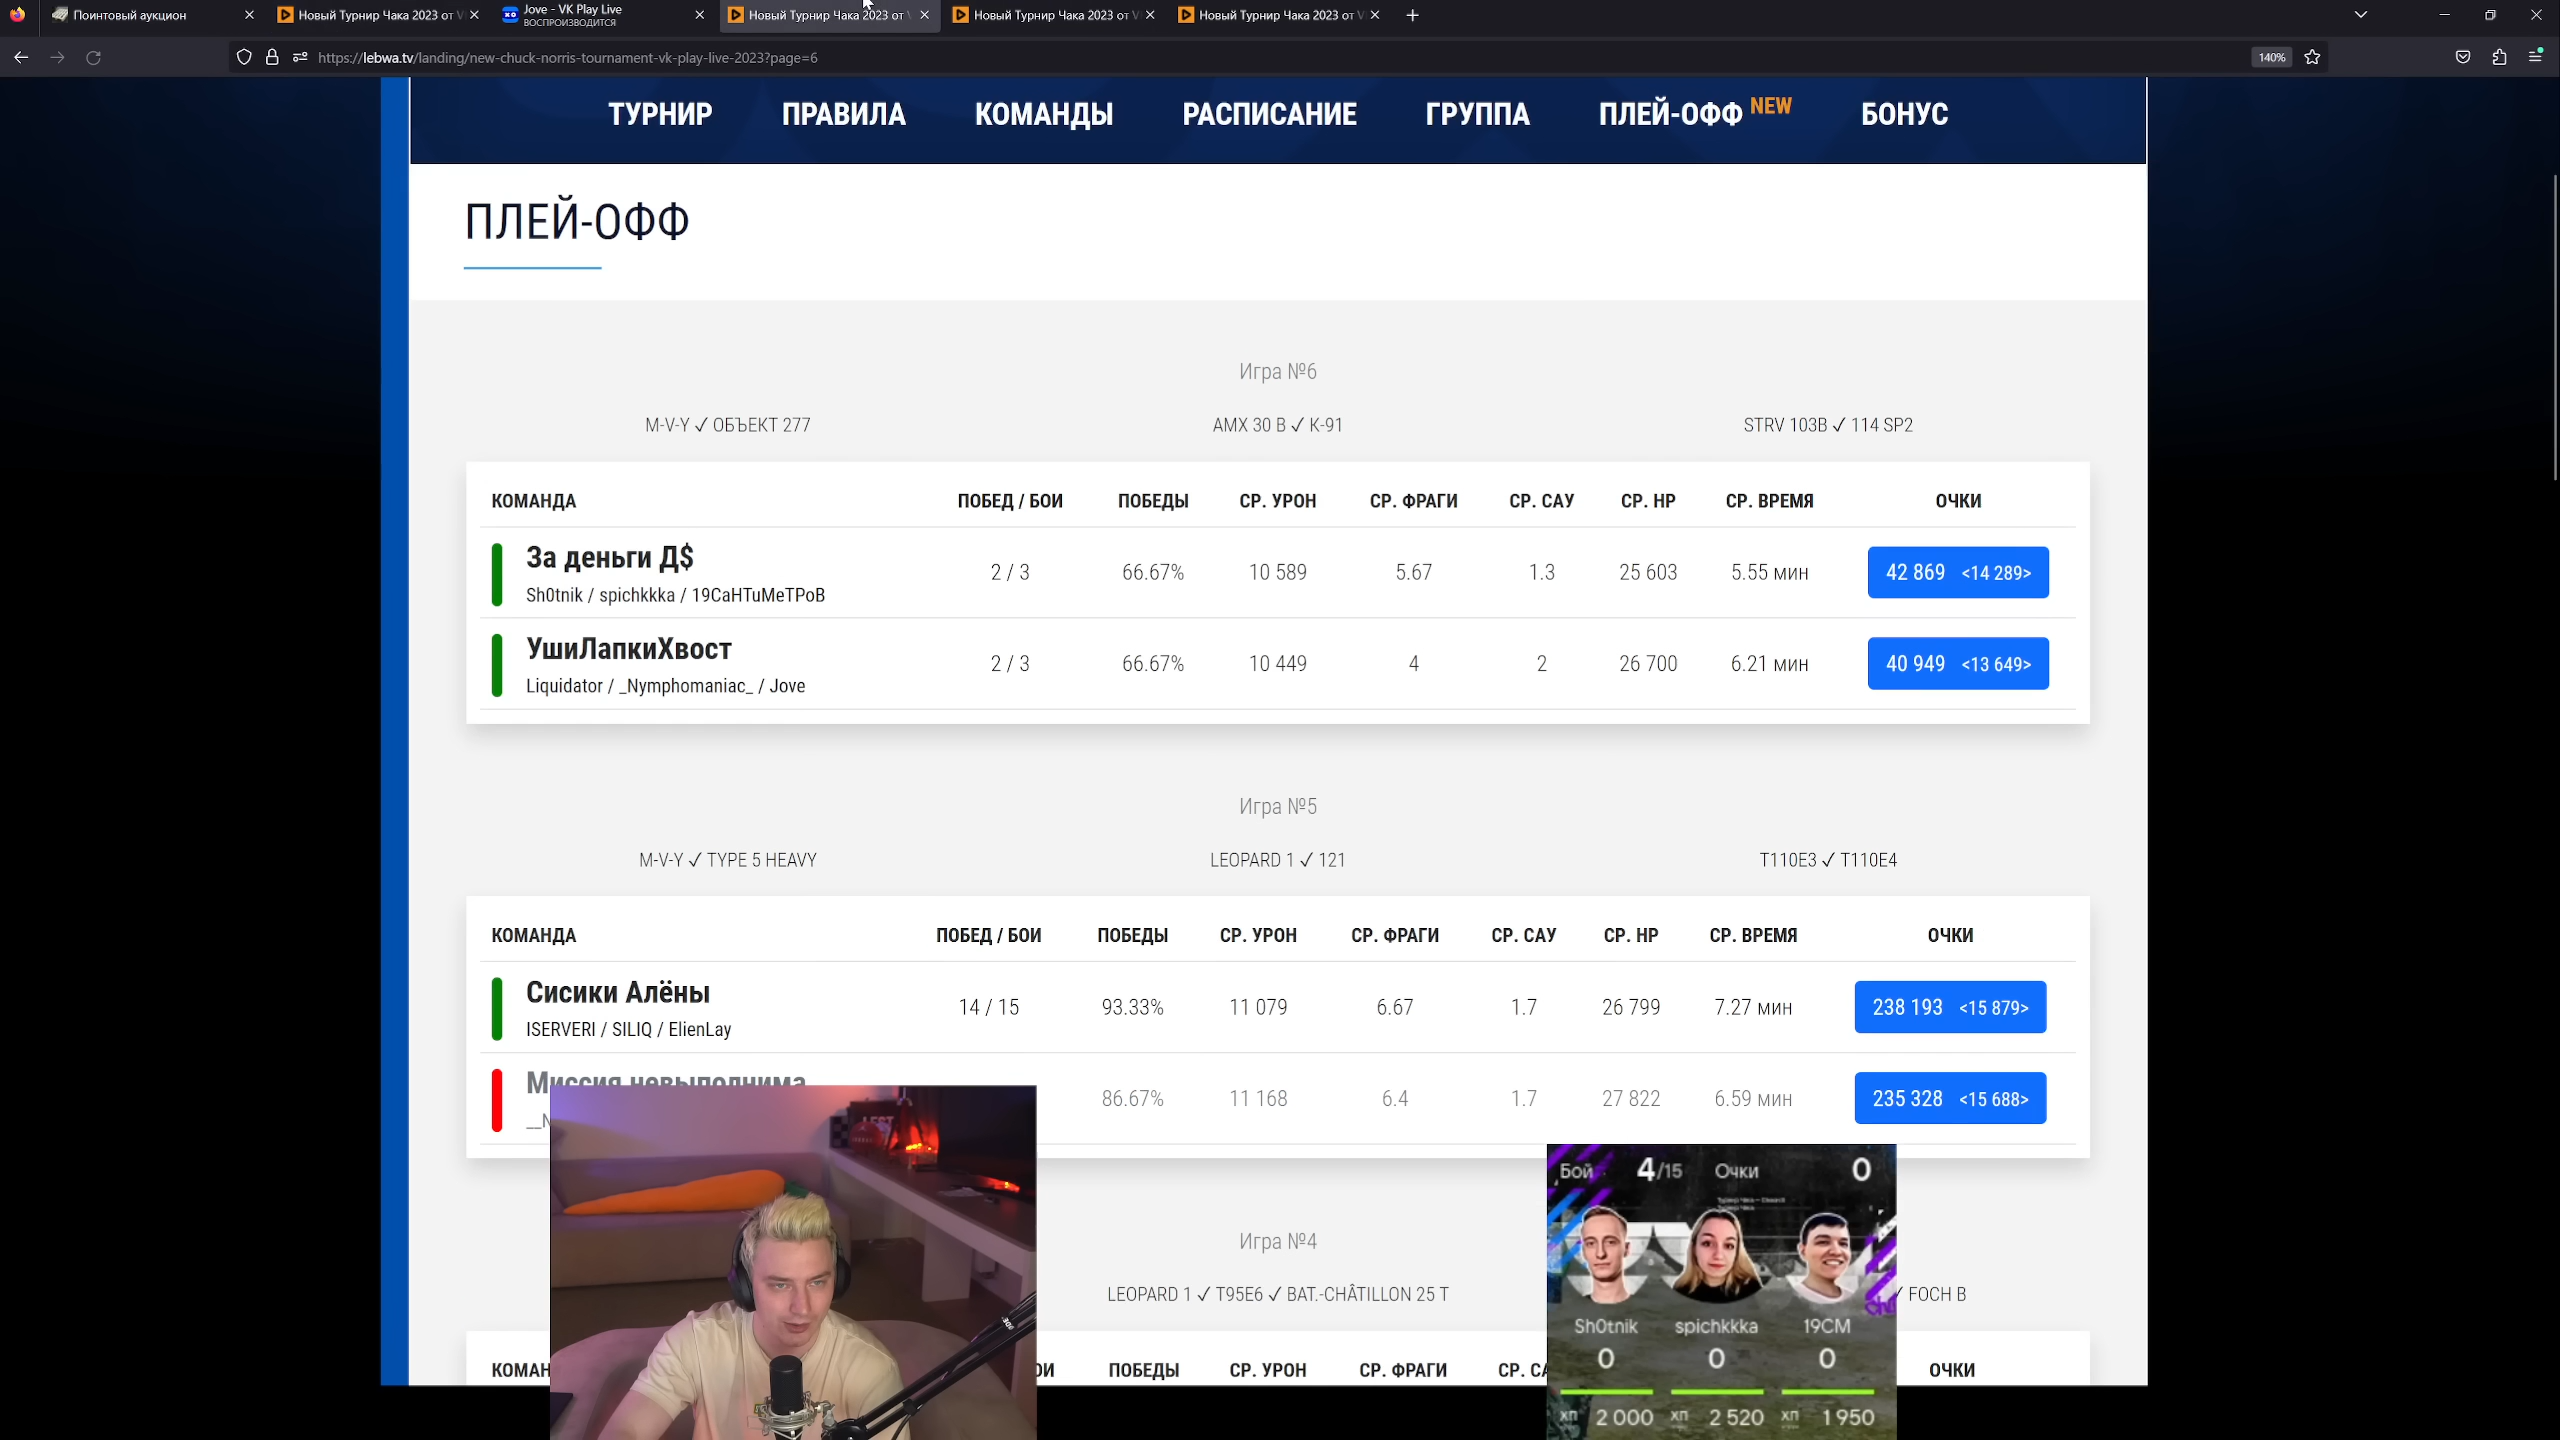 Поинтовый аукцион
Новый Турнир Чака 2023 от V
Jove - VK Play Live
ВОСПРОИЗВОДИТСЯ
Новый Турнир Чака 2023 от V
Новый Турнир Чака 2023 от V
Новый Турнир Чака 2023 от V
https://lebwa.tv/landing/new-chuck-norris-tournament-vk-play-live-2023?page=6
140%
ТУРНИР ПРАВИЛА КОМАНДЫ РАСПИСАНИЕ ГРУППА ПЛЕЙ-ОФФ NEW БОНУС
ПЛЕЙ-ОФФ
Игра №6
M-V-Y ✓ ОБЪЕКТ 277 AMX 30 B ✓ K-91 STRV 103B ✓ 114 SP2
КОМАНДА ПОБЕД / БОИ ПОБЕДЫ СР. УРОН СР. ФРАГИ СР. САУ СР. HP СР. ВРЕМЯ ОЧКИ
За деньги Д$
Sh0tnik / spichkkka / 19CaHTuMeTPoB
2 / 3 66.67% 10 589 5.67 1.3 25 603 5.55 мин 42 869 <14 289>
УшиЛапкиХвост
Liquidator / _Nymphomaniac_ / Jove
2 / 3 66.67% 10 449 4 2 26 700 6.21 мин 40 949 <13 649>
Игра №5
M-V-Y ✓ TYPE 5 HEAVY LEOPARD 1 ✓ 121 T110E3 ✓ T110E4
КОМАНДА ПОБЕД / БОИ ПОБЕДЫ СР. УРОН СР. ФРАГИ СР. САУ СР. HP СР. ВРЕМЯ ОЧКИ
Сисики Алёны
ISERVERI / SILIQ / ElienLay
14 / 15 93.33% 11 079 6.67 1.7 26 799 7.27 мин 238 193 <15 879>
Миссия невыполнима
86.67% 11 168 6.4 1.7 27 822 6.59 мин 235 328 <15 688>
Игра №4
LEOPARD 1 ✓ T95E6 ✓ BAT.-CHÂTILLON 25 T ✓ FOCH B
КОМАН ОИ ПОБЕДЫ СР. УРОН СР. ФРАГИ СР. СА ОЧКИ
Бой 4/15 Очки 0
Sh0tnik spichkkka 19CM
0 0 0
хп 2 000 хп 2 520 хп 1 950